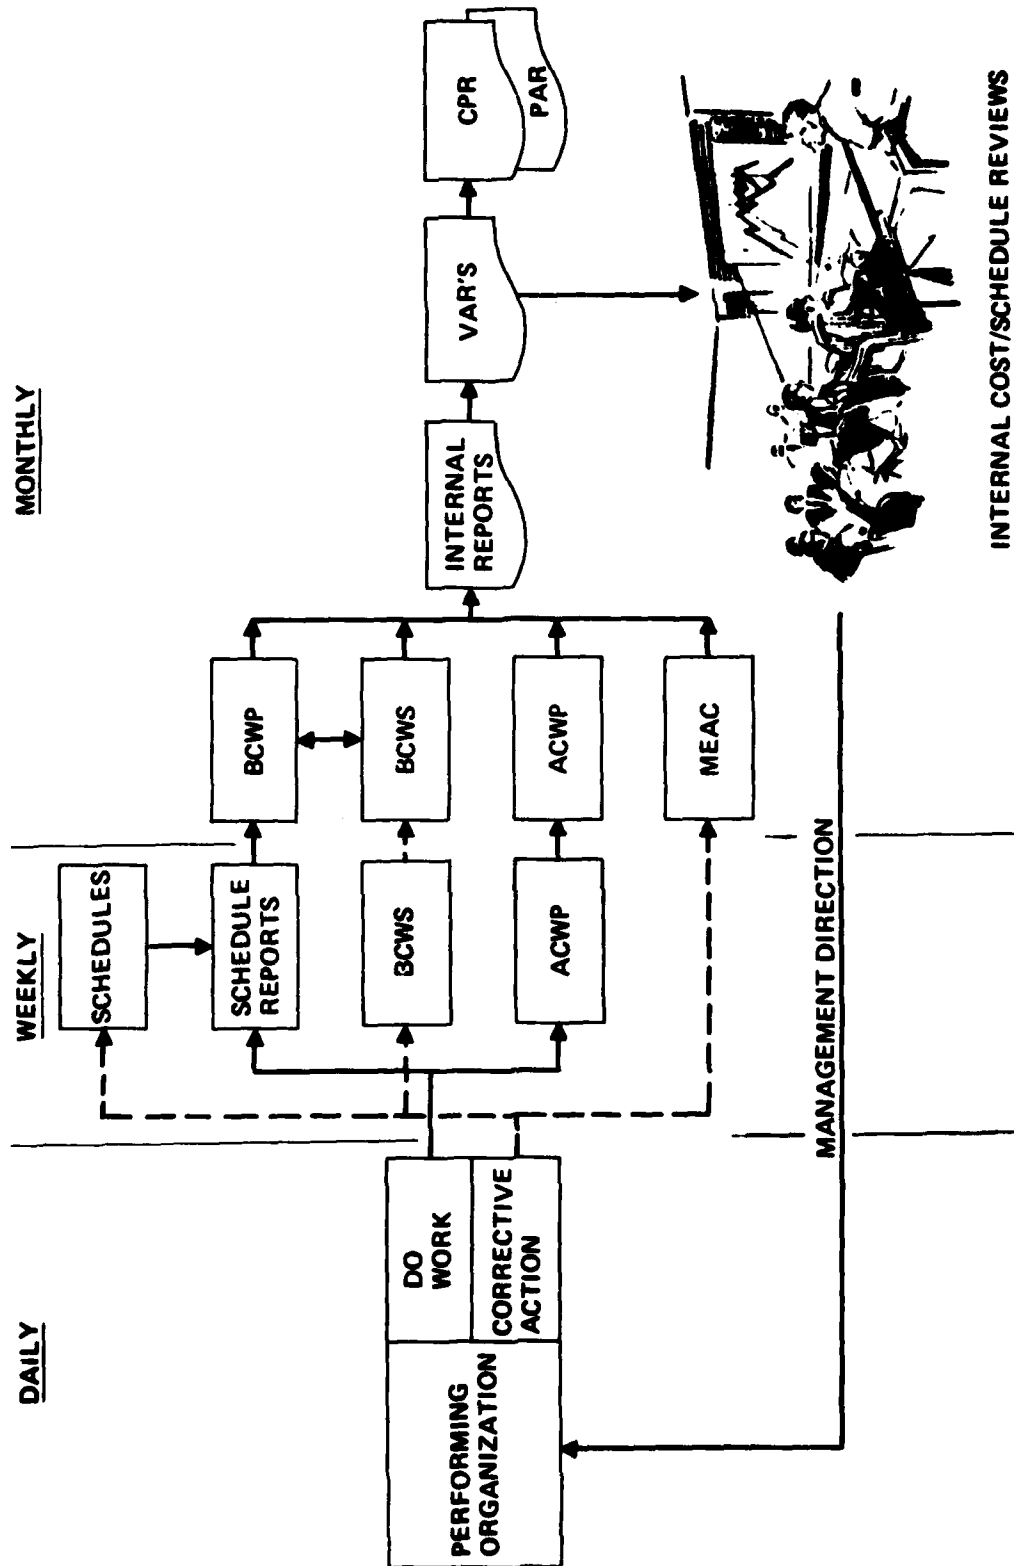 DAILY
WEEKLY
MONTHLY
PERFORMING
ORGANIZATION
DO
WORK
CORRECTIVE
ACTION
SCHEDULES
SCHEDULE
REPORTS
BCWS
ACWP
BCWP
BCWS
ACWP
MEAC
INTERNAL
REPORTS
VAR'S
CPR
PAR
MANAGEMENT DIRECTION
INTERNAL COST/SCHEDULE REVIEWS